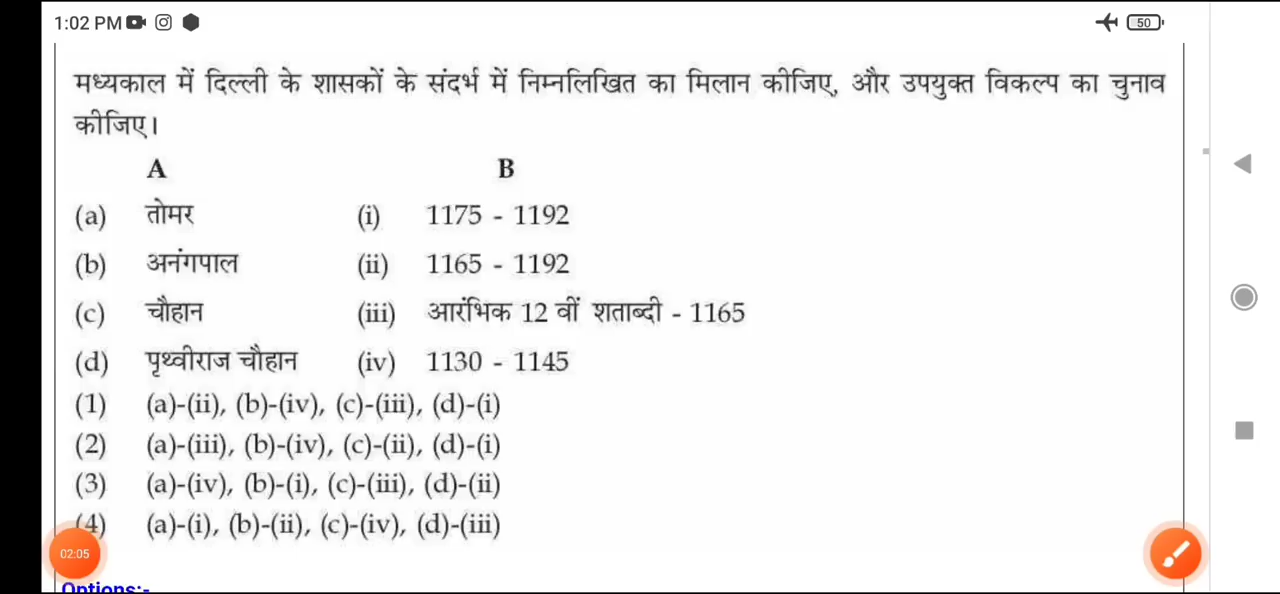 1:02 PM
50
मध्यकाल में दिल्ली के शासकों के संदर्भ में निम्नलिखित का मिलान कीजिए, और उपयुक्त विकल्प का चुनाव
कीजिए।
A B
(a) तोमर (i) 1175 - 1192
(b) अनंगपाल (ii) 1165 - 1192
(c) चौहान (iii) आरंभिक 12 वीं शताब्दी - 1165
(d) पृथ्वीराज चौहान (iv) 1130 - 1145
(1) (a)-(ii), (b)-(iv), (c)-(iii), (d)-(i)
(2) (a)-(iii), (b)-(iv), (c)-(ii), (d)-(i)
(3) (a)-(iv), (b)-(i), (c)-(iii), (d)-(ii)
(4) (a)-(i), (b)-(ii), (c)-(iv), (d)-(iii)
02:05
Options:-